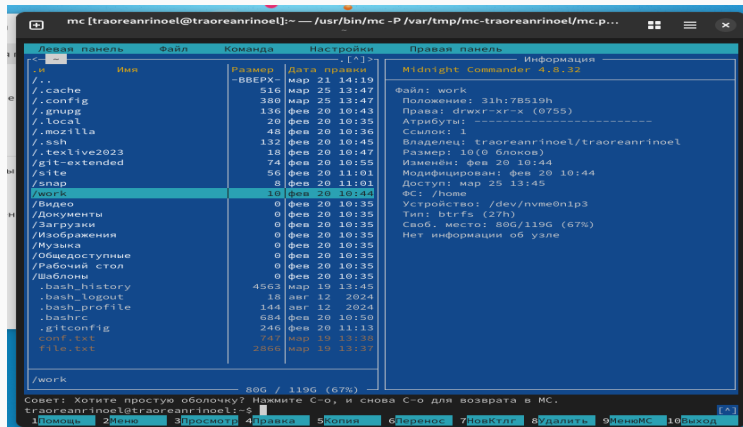 mc [traoreanrinoel@traoreanrinoel]:~ — /usr/bin/mc -P /var/tmp/mc-traoreanrinoel/mc.p...
Левая панель Файл Команда Настройки Правая панель
<- ~ .[^]>
.и Имя Размер Дата правки
/.. -ВВЕРХ- мар 21 14:19
/.cache 516 мар 25 13:47
/.config 380 мар 25 13:47
/.gnupg 136 фев 20 10:43
/.local 20 фев 20 10:35
/.mozilla 48 фев 20 10:36
/.ssh 132 фев 20 10:45
/.texlive2023 18 фев 20 10:47
/git-extended 74 фев 20 10:55
/site 56 фев 20 11:01
/snap 8 фев 20 11:01
/work 10 фев 20 10:44
/Видео 0 фев 20 10:35
/Документы 0 фев 20 10:35
/Загрузки 0 фев 20 10:35
/Изображения 0 фев 20 10:35
/Музыка 0 фев 20 10:35
/Общедоступные 0 фев 20 10:35
/Рабочий стол 0 фев 20 10:35
/Шаблоны 0 фев 20 10:35
.bash_history 4563 мар 19 13:45
.bash_logout 18 авг 12 2024
.bash_profile 144 авг 12 2024
.bashrc 684 фев 20 10:50
.gitconfig 246 фев 20 11:13
conf.txt 747 мар 19 13:38
file.txt 2866 мар 19 13:37
/work
80G / 119G (67%)
Информация
Midnight Commander 4.8.32
Файл: work
Положение: 31h:7B519h
Права: drwxr-xr-x (0755)
Атрибуты: --------------------------
Ссылок: 1
Владелец: traoreanrinoel/traoreanrinoel
Размер: 10(0 блоков)
Изменён: фев 20 10:44
Модифицирован: фев 20 10:44
Доступ: мар 25 13:45
ФС: /home
Устройство: /dev/nvme0n1p3
Тип: btrfs (27h)
Своб. место: 80G/119G (67%)
Нет информации об узле
Совет: Хотите простую оболочку? Нажмите C-o, и снова C-o для возврата в MC.
traoreanrinoel@traoreanrinoel:~$ [^]
1Помощь 2Меню 3Просмотр 4Правка 5Копия 6Перенос 7НовКтлг 8Удалить 9МенюМС 10Выход